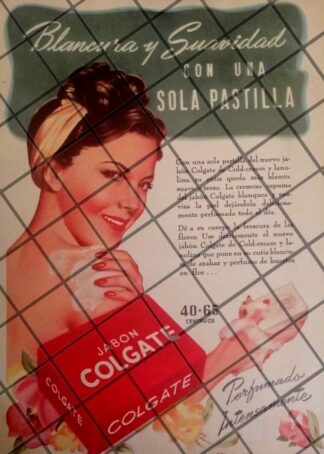 Blancura y Suavidad
CON UNA
SOLA PASTILLA
Con una sola pastilla del nuevo ja-
bón Colgate de Cold-cream y lano-
lina, su cutis queda más blanco,
suave y terso. La cremosa espuma
del jabón Colgate blanquea y sua-
viza la piel dejándola deliciosa-
mente perfumada todo el día.
Dé a su cuerpo la frescura de las
flores. Use diariamente el nuevo
jabón Colgate de Cold-cream y la-
nolina que pone en su cutis blancu-
ra de azahar y perfume de huertos
en flor...
40-65
CENTAVOS
JABON
COLGATE
COLGATE
COLGATE
Perfumado
Intensamente